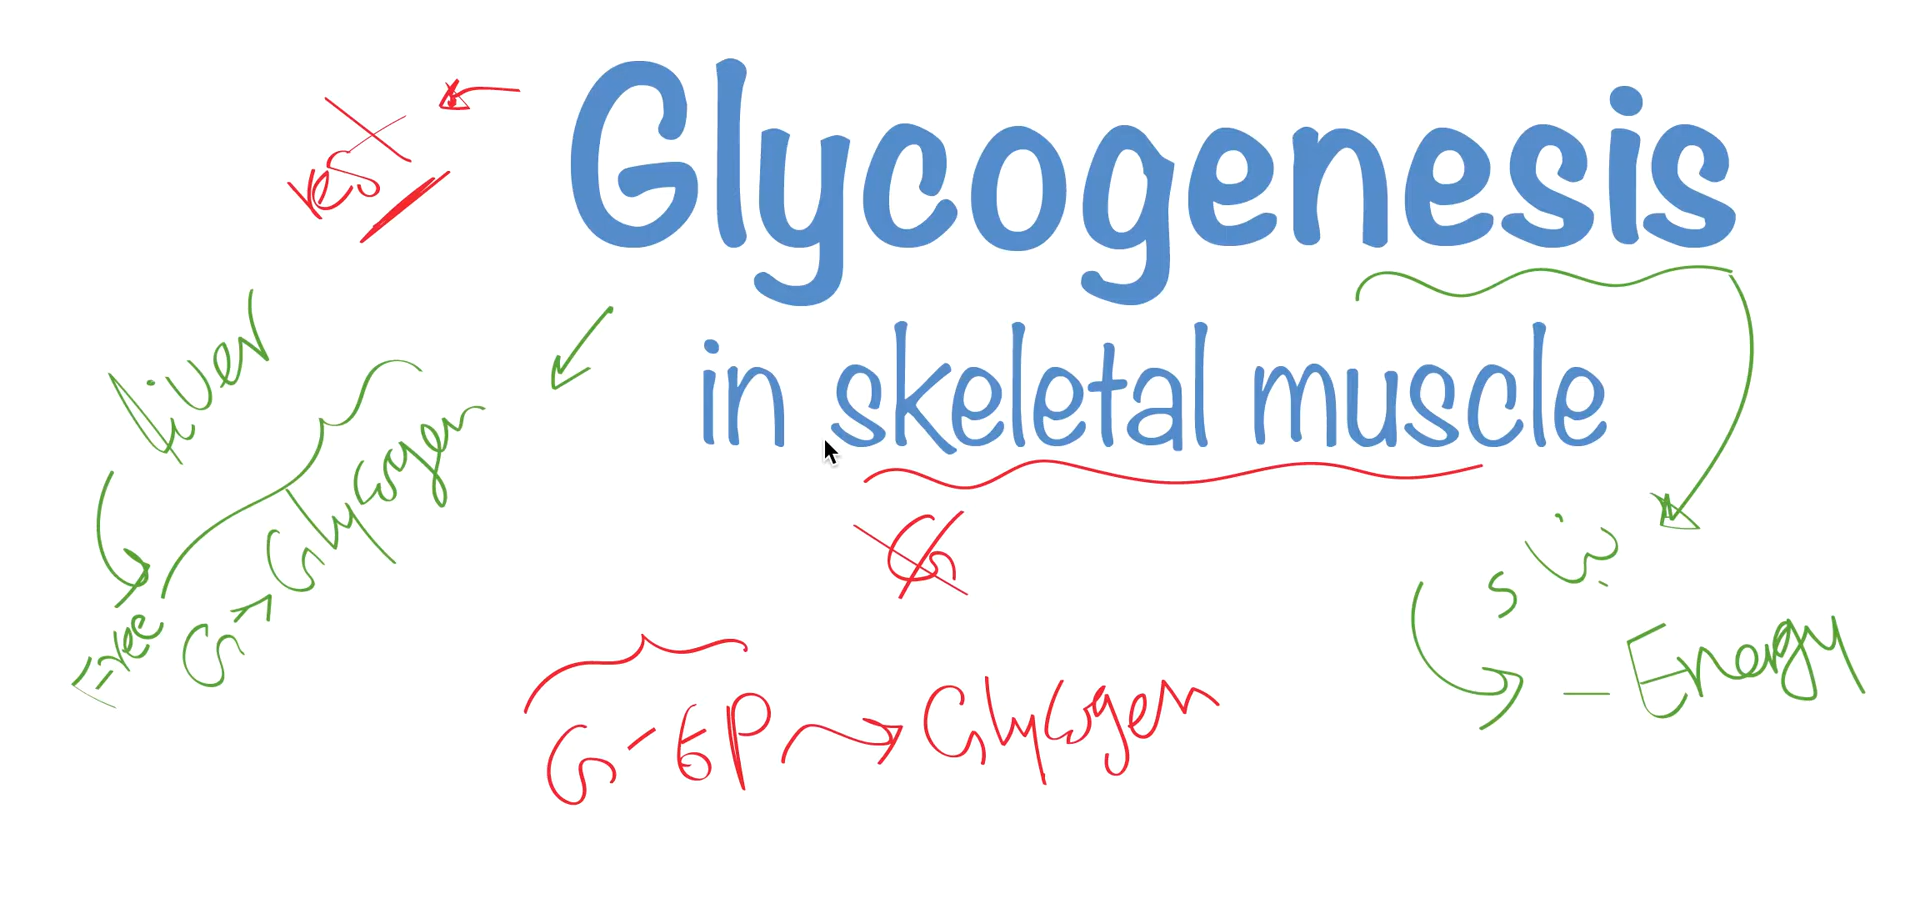 Glycogenesis
rest
in skeletal muscle
liver
Free
G → Glycogen
G
G-6P → Glycogen
- Energy